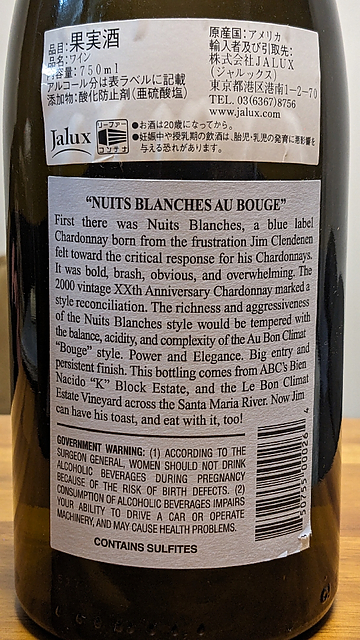 品目:果実酒
品名:ワイン
内容量:750ml
アルコール分は表ラベルに記載
添加物:酸化防止剤(亜硫酸塩)
原産国:アメリカ
輸入者及び引取先:
株式会社JALUX
(ジャルックス)
東京都港区港南1-2-70
TEL. 03(6367)8756
www.jalux.com
Jalux
リーファー
コンテナ
●お酒は20歳になってから。
●妊娠中や授乳期の飲酒は、胎児・乳児の発育に悪影響を
与える恐れがあります。
"NUITS BLANCHES AU BOUGE"
First there was Nuits Blanches, a blue label
Chardonnay born from the frustration Jim Clendenen
felt toward the critical response for his Chardonnays.
It was bold, brash, obvious, and overwhelming. The
2000 vintage XXth Anniversary Chardonnay marked a
style reconciliation. The richness and aggressiveness
of the Nuits Blanches style would be tempered with
the balance, acidity, and complexity of the Au Bon Climat
"Bouge" style. Power and Elegance. Big entry and
persistent finish. This bottling comes from ABC's Bien
Nacido "K" Block Estate, and the Le Bon Climat
Estate Vineyard across the Santa Maria River. Now Jim
can have his toast, and eat with it, too!
GOVERNMENT WARNING: (1) ACCORDING TO THE
SURGEON GENERAL, WOMEN SHOULD NOT DRINK
ALCOHOLIC BEVERAGES DURING PREGNANCY
BECAUSE OF THE RISK OF BIRTH DEFECTS. (2)
CONSUMPTION OF ALCOHOLIC BEVERAGES IMPAIRS
YOUR ABILITY TO DRIVE A CAR OR OPERATE
MACHINERY, AND MAY CAUSE HEALTH PROBLEMS.
CONTAINS SULFITES